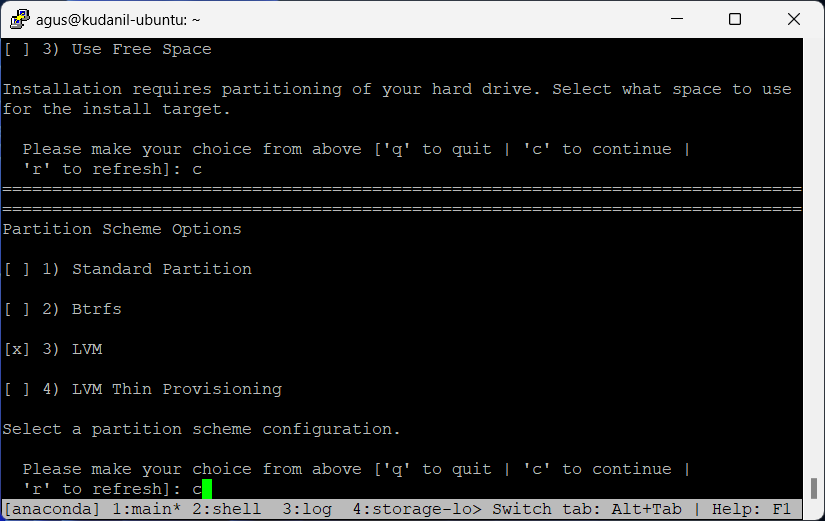 agus@kudanil-ubuntu: ~
[ ] 3) Use Free Space
Installation requires partitioning of your hard drive. Select what space to use
for the install target.
Please make your choice from above ['q' to quit | 'c' to continue |
'r' to refresh]: c
================================================================================
================================================================================
Partition Scheme Options
[ ] 1) Standard Partition
[ ] 2) Btrfs
[x] 3) LVM
[ ] 4) LVM Thin Provisioning
Select a partition scheme configuration.
Please make your choice from above ['q' to quit | 'c' to continue |
'r' to refresh]: c
[anaconda] 1:main* 2:shell  3:log  4:storage-lo> Switch tab: Alt+Tab | Help: F1